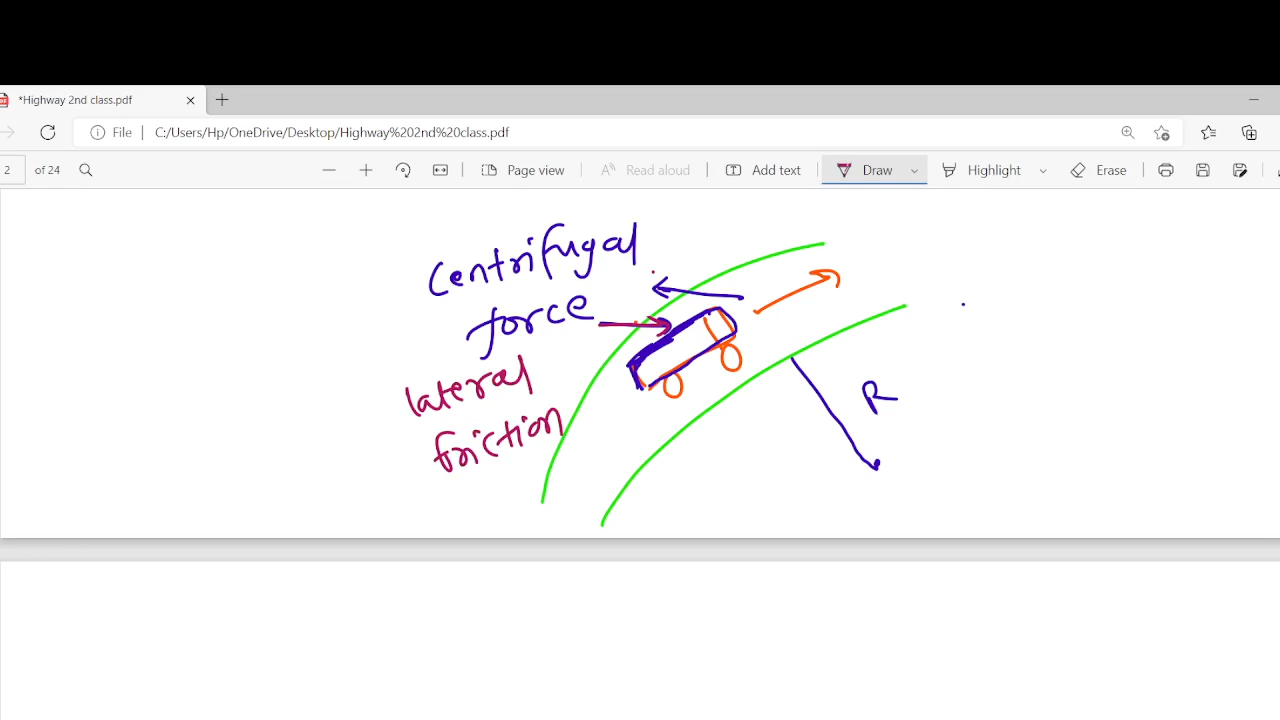 *Highway 2nd class.pdf
File C:/Users/Hp/OneDrive/Desktop/Highway%202nd%20class.pdf
2 of 24 Page view Read aloud Add text Draw Highlight Erase
Centrifugal
force
lateral
friction
R